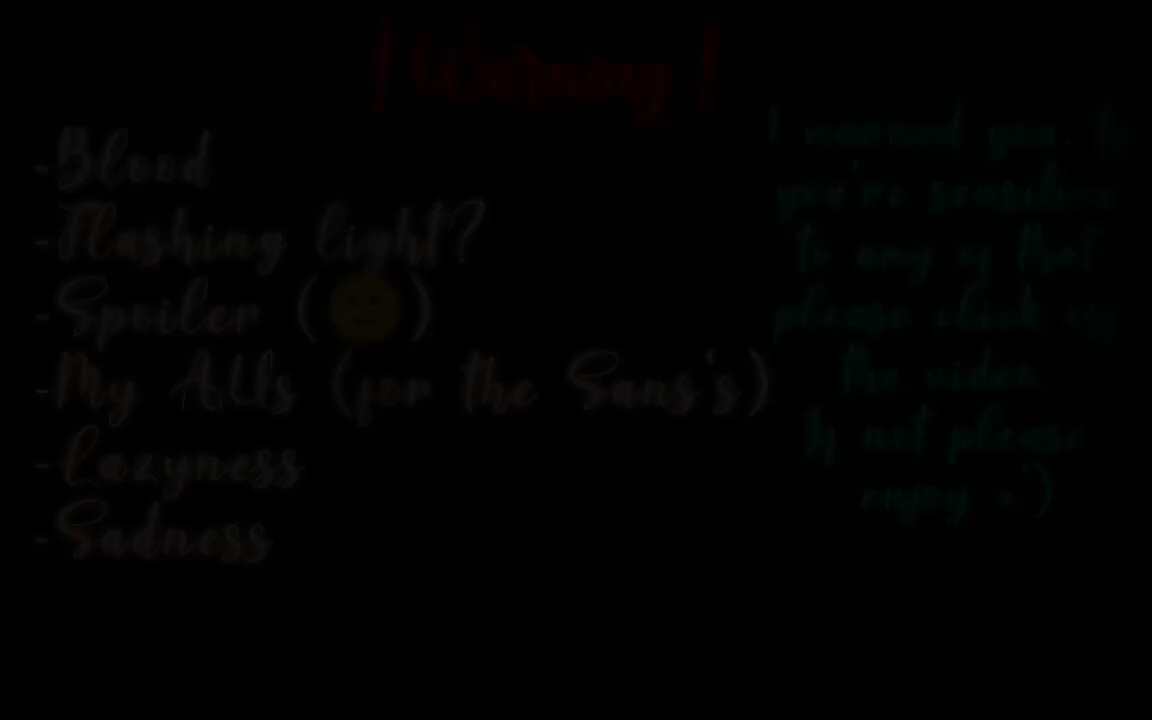 ! Warning !
-Blood
-Flashing light?
-Spoiler (🌝)
-My AUs (for the Sans's)
-Lazyness
-Sadness
I warned you. If
you're sensitive
to any of that
please click off
the video.
If not please
enjoy :')